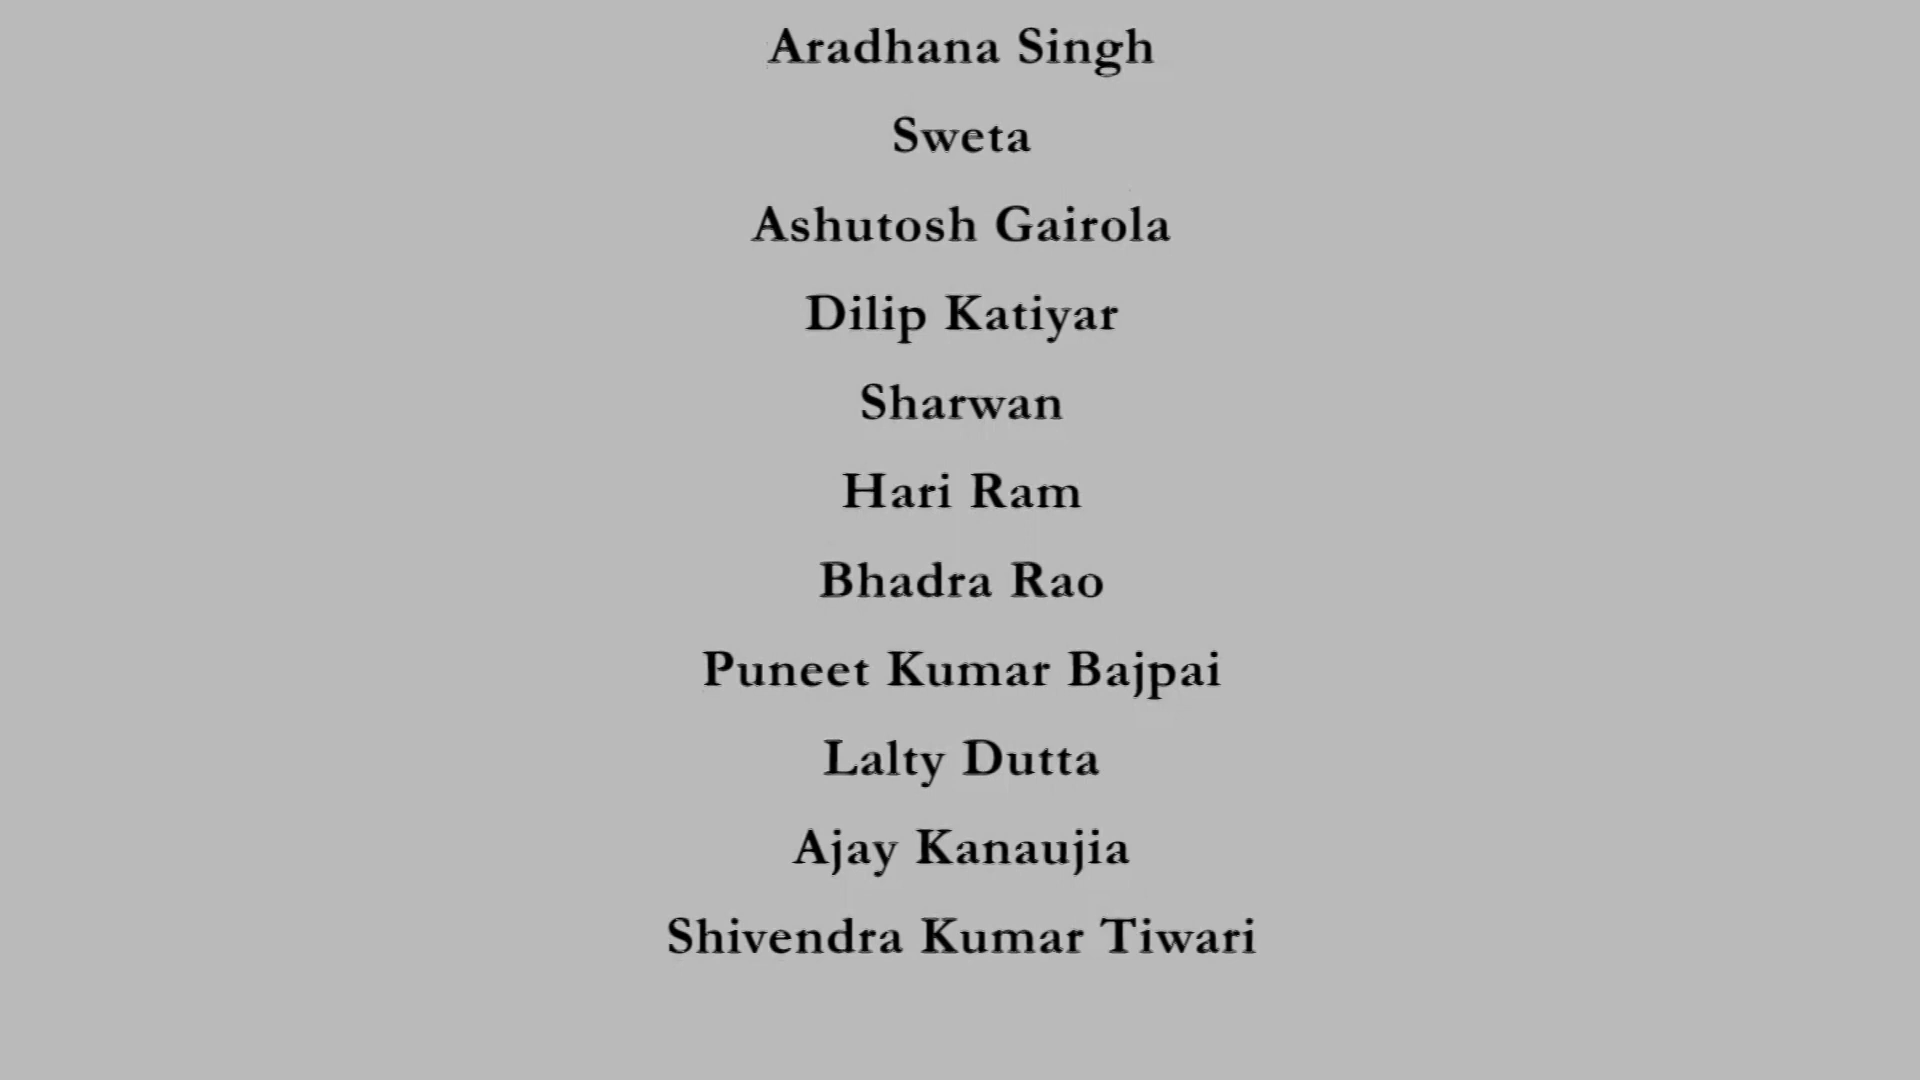 Aradhana Singh
Sweta
Ashutosh Gairola
Dilip Katiyar
Sharwan
Hari Ram
Bhadra Rao
Puneet Kumar Bajpai
Lalty Dutta
Ajay Kanaujia
Shivendra Kumar Tiwari